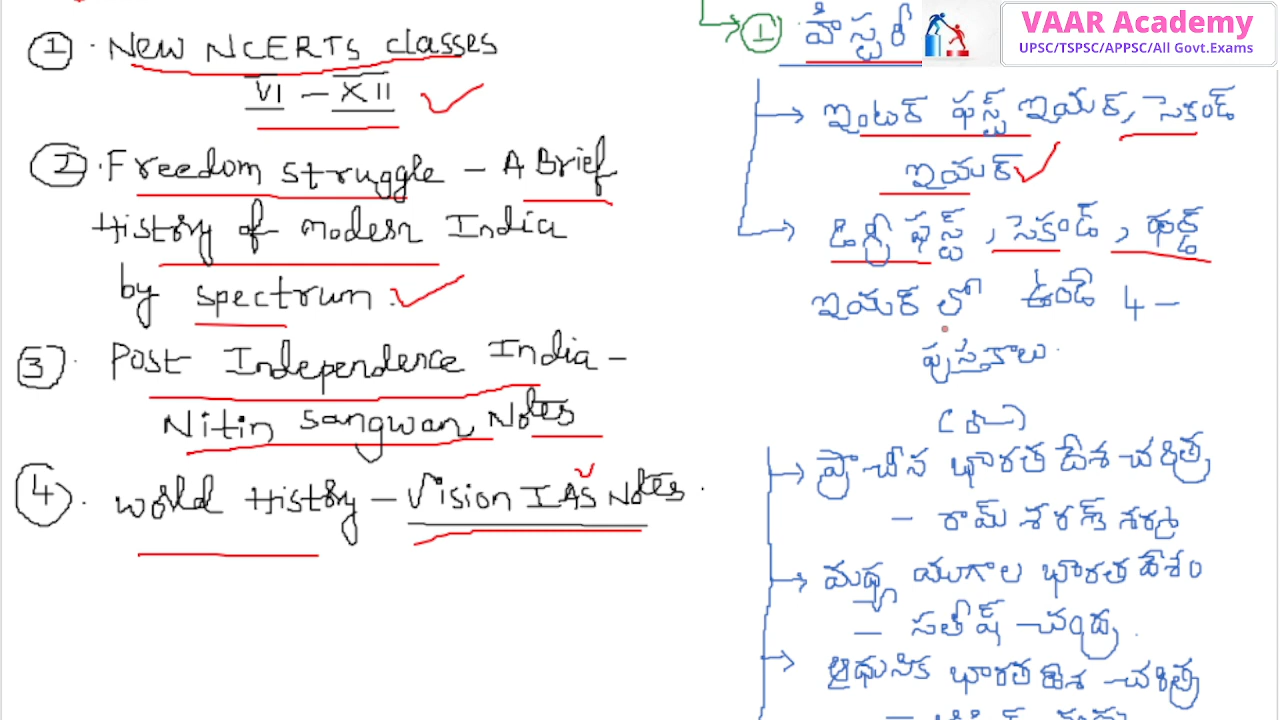 ① · New NCERTs classes
VI – XII
② · Freedom struggle – A Brief
History of modern India
by spectrum .
③ · Post Independence India –
Nitin Sangwan Notes
④ · world History – Vision IAS Notes .
① హిస్టరీ
VAAR Academy
UPSC/TSPSC/APPSC/All Govt.Exams
→ ఇంటర్ ఫస్ట్ ఇయర్, సెకండ్
ఇయర్
→ డిగ్రీ ఫస్ట్ , సెకండ్ , థర్డ్
ఇయర్ లో ఉండే 4 –
పుస్తకాలు .
(లేదా)
→ ప్రాచీన భారత దేశ చరిత్ర
– రామ్ శరణ్ శర్మ
→ మధ్య యుగాల భారత దేశం
– సతీష్ చంద్ర .
→ ఆధునిక భారత దేశ చరిత్ర